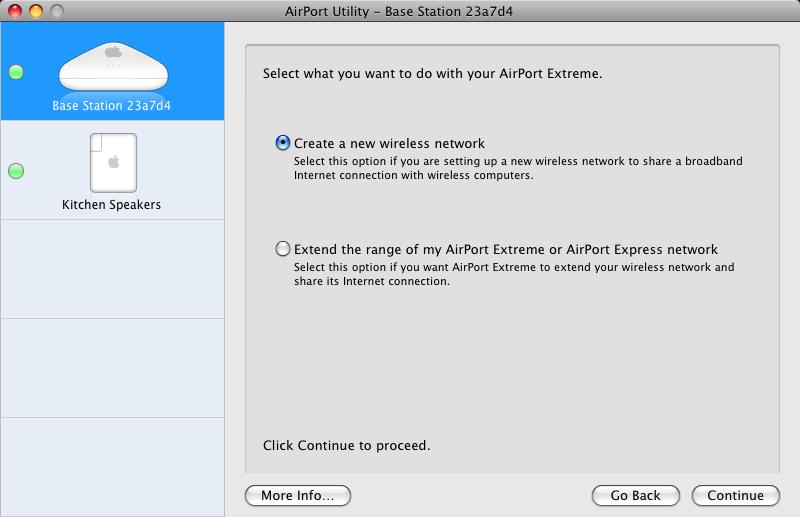 AirPort Utility – Base Station 23a7d4
Base Station 23a7d4
Kitchen Speakers
Select what you want to do with your AirPort Extreme.
Create a new wireless network
Select this option if you are setting up a new wireless network to share a broadband
Internet connection with wireless computers.
Extend the range of my AirPort Extreme or AirPort Express network
Select this option if you want AirPort Extreme to extend your wireless network and
share its Internet connection.
Click Continue to proceed.
More Info...
Go Back
Continue